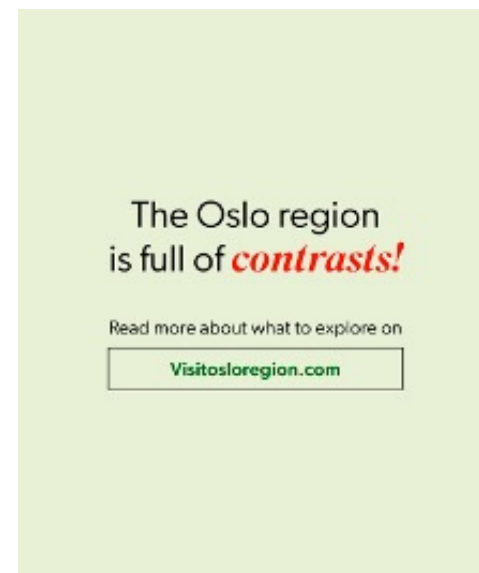 The Oslo region
is full of contrasts!
Read more about what to explore on
Visitosloregion.com